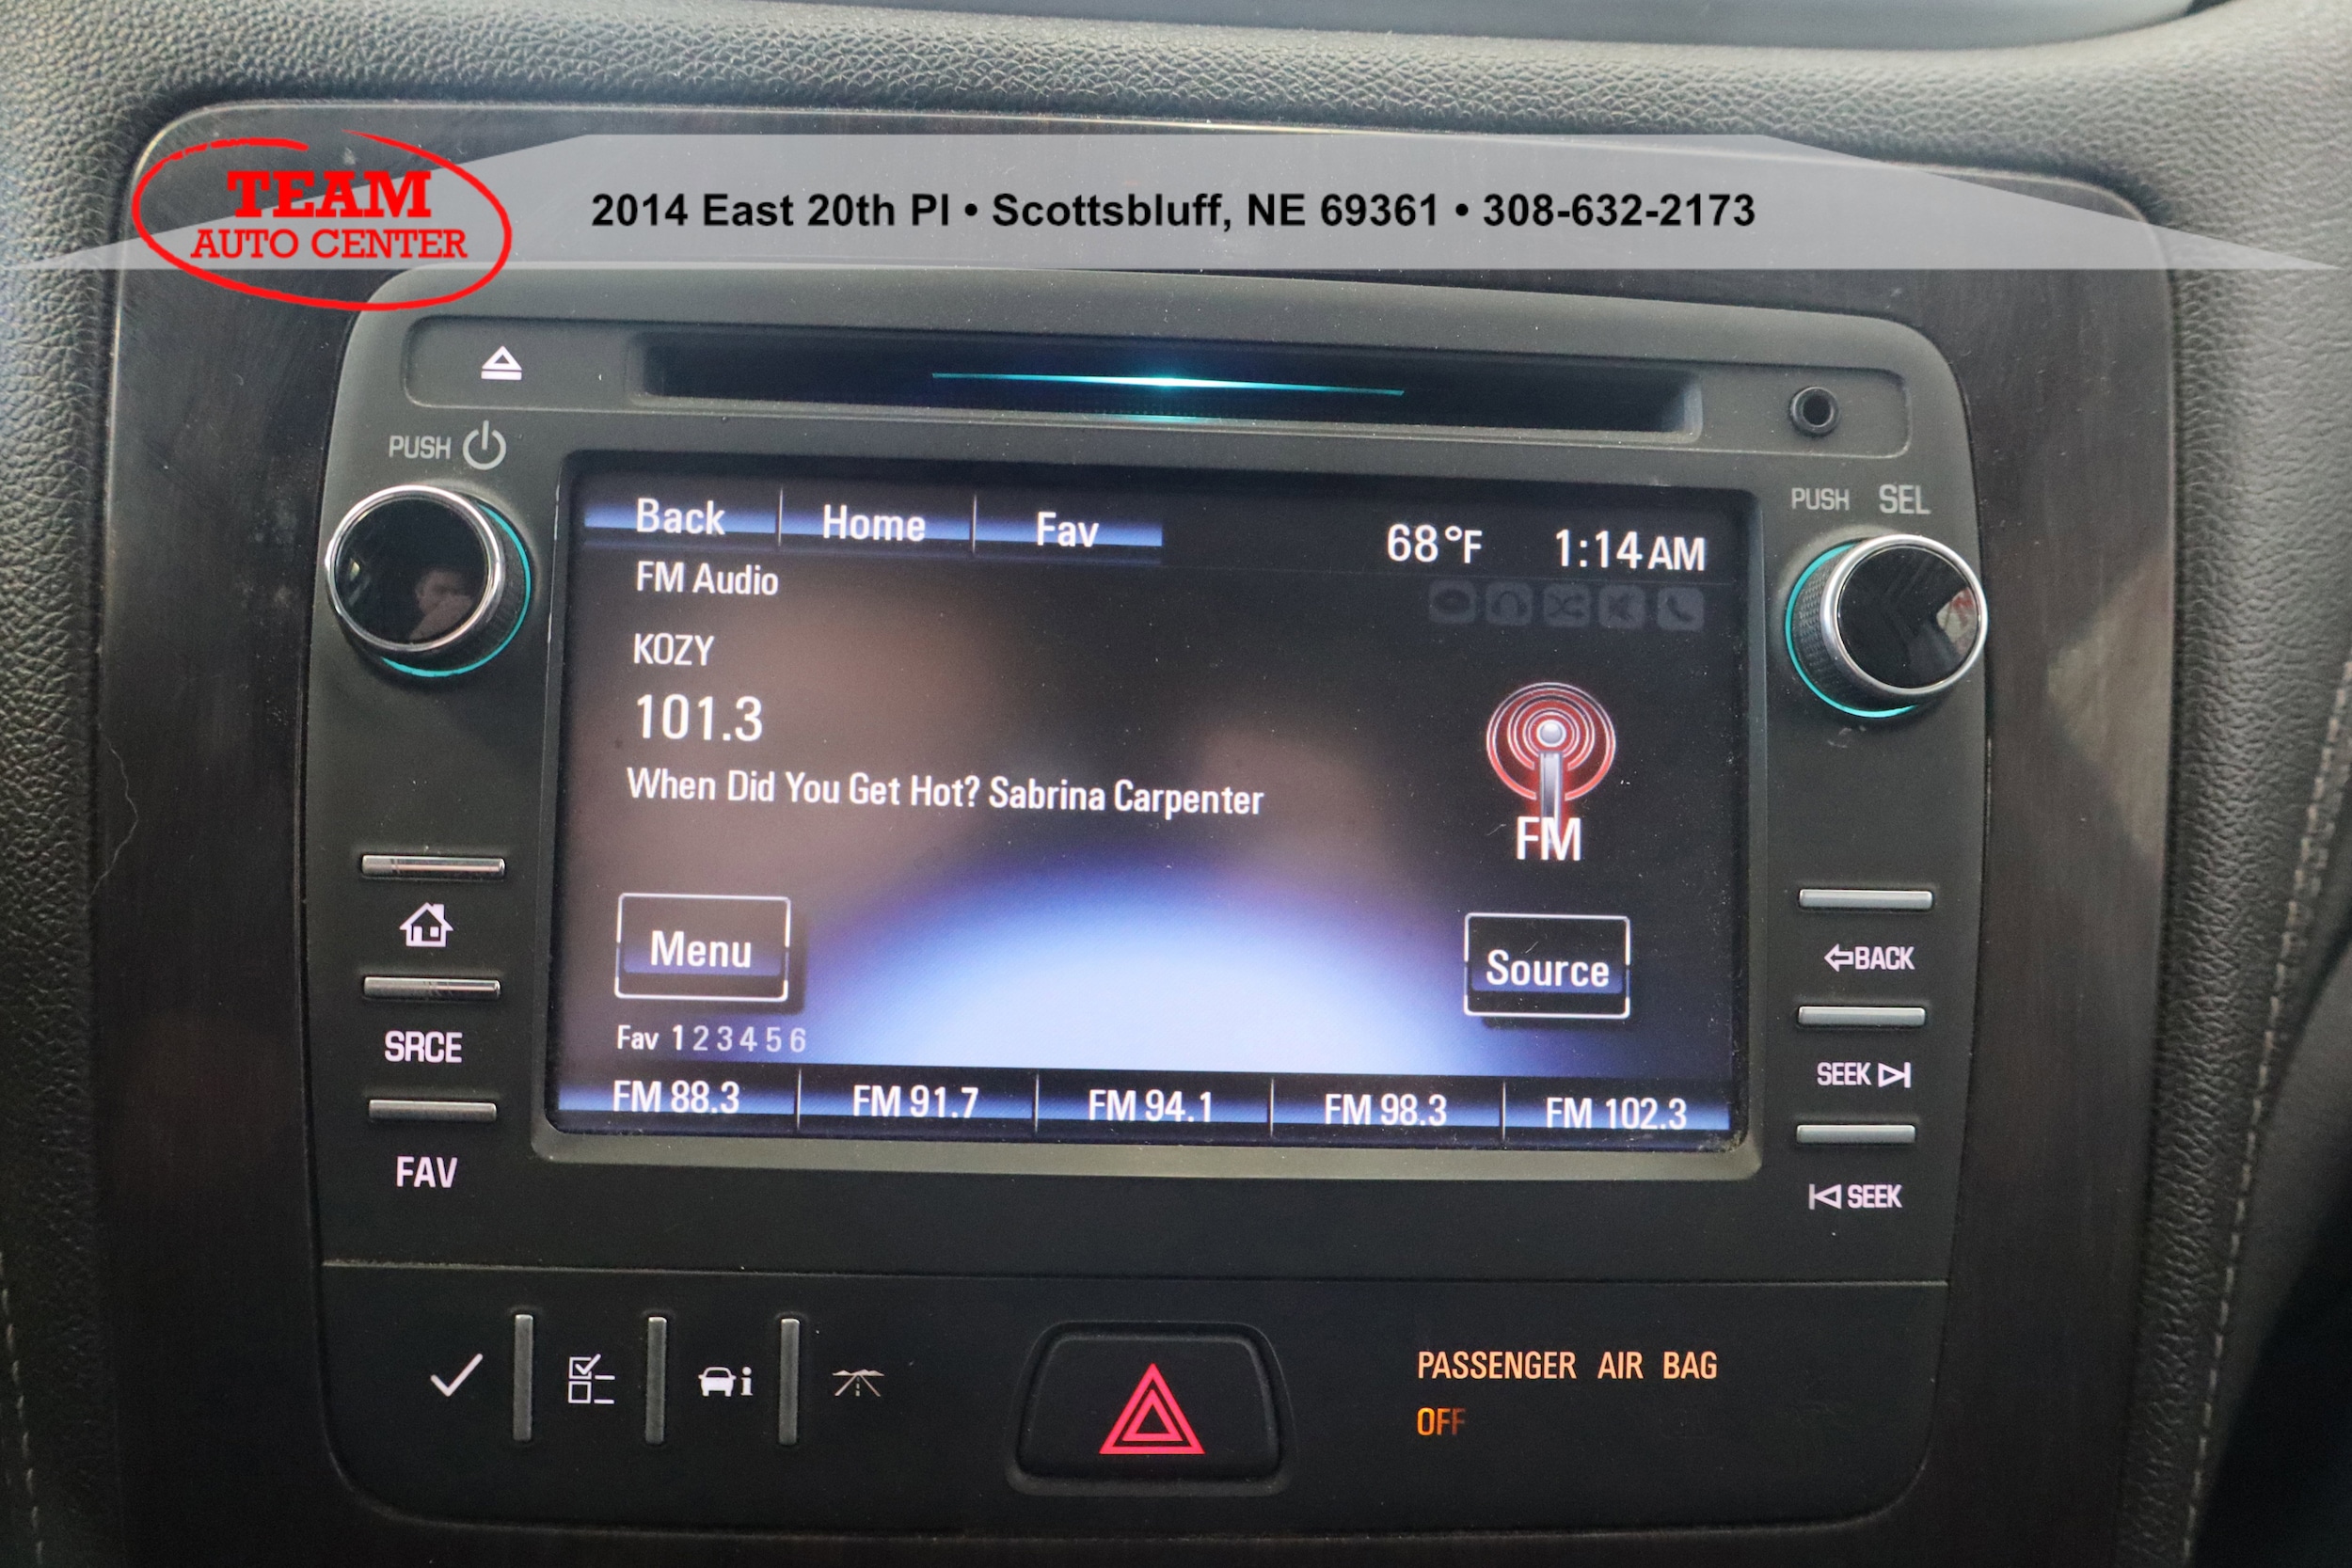 TEAM
AUTO CENTER
2014 East 20th Pl • Scottsbluff, NE 69361 • 308-632-2173
PUSH
PUSH SEL
Back Home Fav 68°F 1:14 AM
FM Audio
KOZY
101.3
When Did You Get Hot? Sabrina Carpenter
FM
Menu
Source
Fav 1 2 3 4 5 6
FM 88.3 FM 91.7 FM 94.1 FM 98.3 FM 102.3
SRCE
FAV
BACK
SEEK
SEEK
i
PASSENGER AIR BAG
OFF